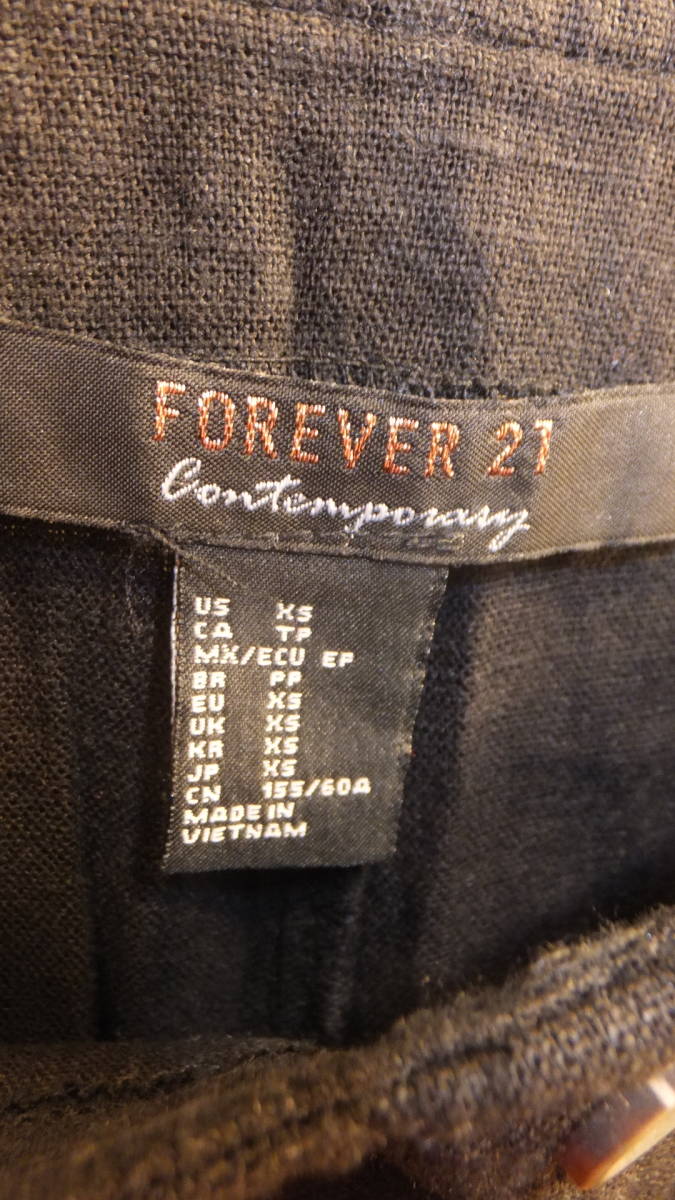 FOREVER 21
Contemporary
US XS
CA TP
MX/ECU EP
BR PP
EU XS
UK XS
KR XS
JP XS
CN 155/60A
MADE IN
VIETNAM